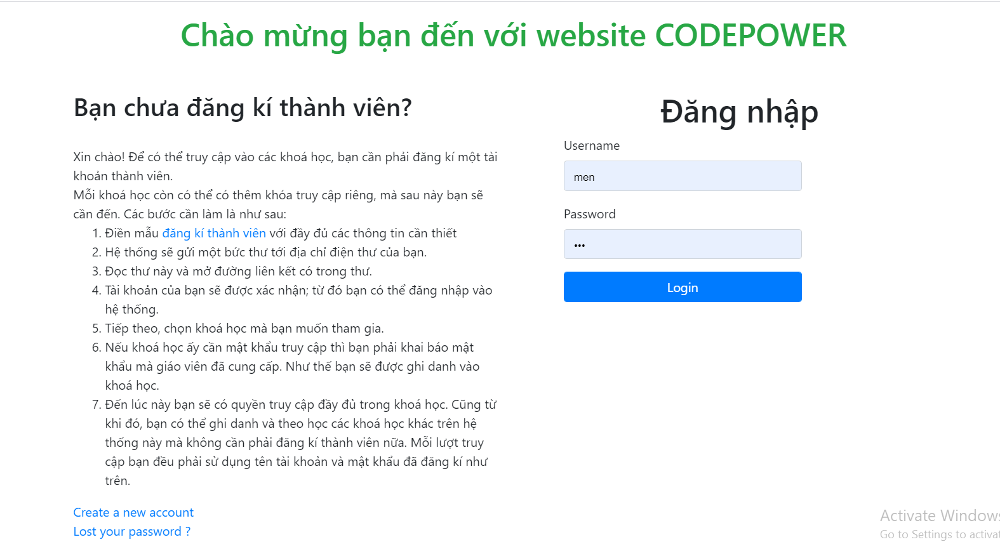 Chào mừng bạn đến với website CODEPOWER
Bạn chưa đăng kí thành viên?
Xin chào! Để có thể truy cập vào các khoá học, bạn cần phải đăng kí một tài
khoản thành viên.
Mỗi khoá học còn có thể có thêm khóa truy cập riêng, mà sau này bạn sẽ
cần đến. Các bước cần làm là như sau:
1. Điền mẫu đăng kí thành viên với đầy đủ các thông tin cần thiết
2. Hệ thống sẽ gửi một bức thư tới địa chỉ điện thư của bạn.
3. Đọc thư này và mở đường liên kết có trong thư.
4. Tài khoản của bạn sẽ được xác nhận; từ đó bạn có thể đăng nhập vào
hệ thống.
5. Tiếp theo, chọn khoá học mà bạn muốn tham gia.
6. Nếu khoá học ấy cần mật khẩu truy cập thì bạn phải khai báo mật
khẩu mà giáo viên đã cung cấp. Như thế bạn sẽ được ghi danh vào
khoá học.
7. Đến lúc này bạn sẽ có quyền truy cập đầy đủ trong khoá học. Cũng từ
khi đó, bạn có thể ghi danh và theo học các khoá học khác trên hệ
thống này mà không cần phải đăng kí thành viên nữa. Mỗi lượt truy
cập bạn đều phải sử dụng tên tài khoản và mật khẩu đã đăng kí như
trên.
Create a new account
Lost your password ?
Đăng nhập
Username
men
Password
•••
Login
Activate Windows
Go to Settings to activat